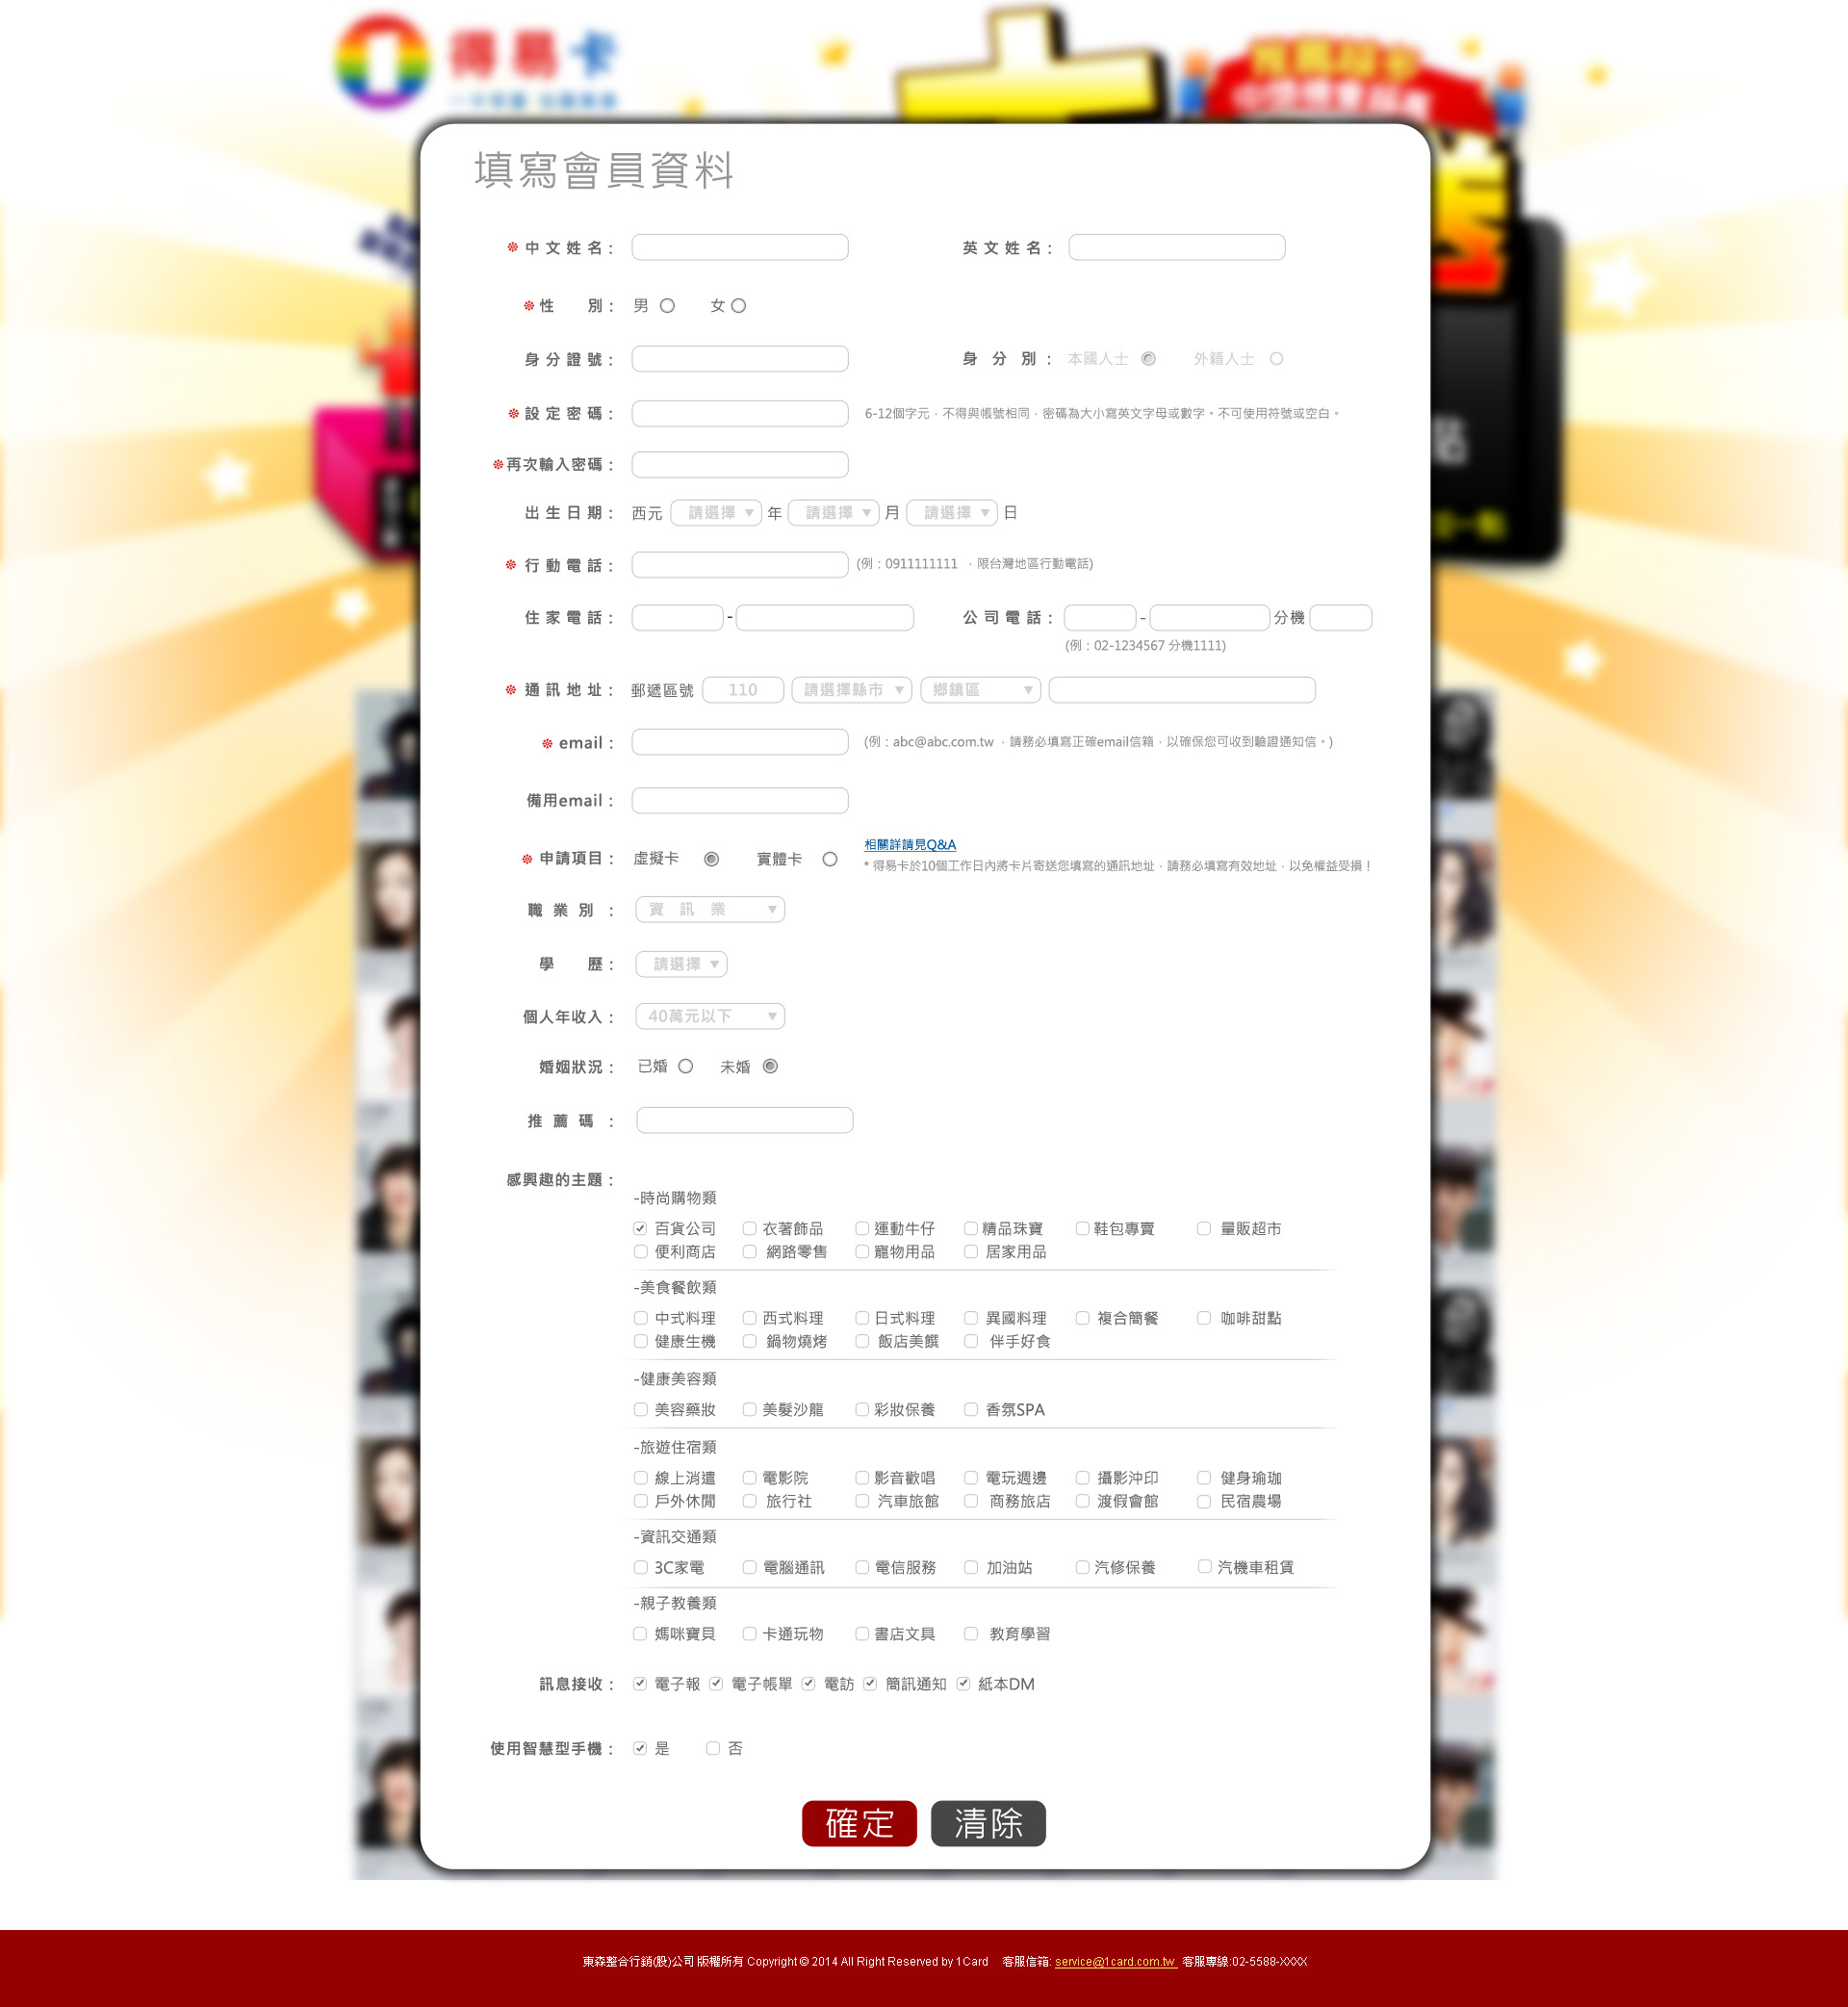 得易卡
填寫會員資料
※ 中文姓名： 英文姓名：
※ 性　別： 男 女
身分證號： 身分別： 本國人士 外籍人士
※ 設定密碼： 6-12個字元，不得與帳號相同，密碼為大小寫英文字母或數字。不可使用符號或空白。
※再次輸入密碼：
出生日期： 西元 請選擇 年 請選擇 月 請選擇 日
※ 行動電話： (例：0911111111 ，限台灣地區行動電話)
住家電話： - 公司電話： - 分機
(例：02-1234567 分機1111)
※ 通訊地址： 郵遞區號 110 請選擇縣市 鄉鎮區
※ email： (例：abc@abc.com.tw ，請務必填寫正確email信箱，以確保您可收到驗證通知信。)
備用email：
相關詳請見Q&A
※ 申請項目： 虛擬卡 實體卡
* 得易卡於10個工作日內將卡片寄送您填寫的通訊地址，請務必填寫有效地址，以免權益受損！
職業別： 資訊業
學　歷： 請選擇
個人年收入： 40萬元以下
婚姻狀況： 已婚 未婚
推薦碼：
感興趣的主題：
-時尚購物類
百貨公司 衣著飾品 運動牛仔 精品珠寶 鞋包專賣 量販超市
便利商店 網路零售 寵物用品 居家用品
-美食餐飲類
中式料理 西式料理 日式料理 異國料理 複合簡餐 咖啡甜點
健康生機 鍋物燒烤 飯店美饌 伴手好食
-健康美容類
美容藥妝 美髮沙龍 彩妝保養 香氛SPA
-旅遊住宿類
線上消遣 電影院 影音歡唱 電玩週邊 攝影沖印 健身瑜珈
戶外休閒 旅行社 汽車旅館 商務旅店 渡假會館 民宿農場
-資訊交通類
3C家電 電腦通訊 電信服務 加油站 汽修保養 汽機車租賃
-親子教養類
媽咪寶貝 卡通玩物 書店文具 教育學習
訊息接收： 電子報 電子帳單 電訪 簡訊通知 紙本DM
使用智慧型手機： 是 否
確定 清除
東森整合行銷(股)公司 版權所有 Copyright © 2014 All Right Reserved by 1Card 客服信箱: service@1card.com.tw 客服專線:02-5588-XXXX